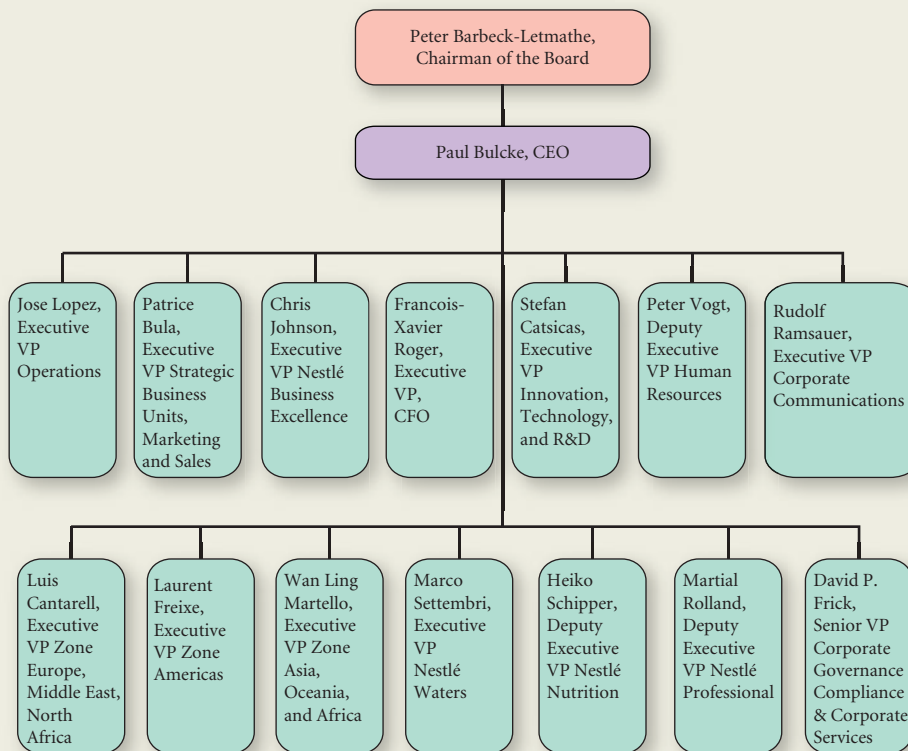 Peter Barbeck-Letmathe,
Chairman of the Board
Paul Bulcke, CEO
Jose Lopez,
Executive
VP
Operations
Patrice
Bula,
Executive
VP Strategic
Business
Units,
Marketing
and Sales
Chris
Johnson,
Executive
VP Nestlé
Business
Excellence
Francois-
Xavier
Roger,
Executive
VP,
CFO
Stefan
Catsicas,
Executive
VP
Innovation,
Technology,
and R&D
Peter Vogt,
Deputy
Executive
VP Human
Resources
Rudolf
Ramsauer,
Executive VP
Corporate
Communications
Luis
Cantarell,
Executive
VP Zone
Europe,
Middle East,
North
Africa
Laurent
Freixe,
Executive
VP Zone
Americas
Wan Ling
Martello,
Executive
VP Zone
Asia,
Oceania,
and Africa
Marco
Settembri,
Executive
VP
Nestlé
Waters
Heiko
Schipper,
Deputy
Executive
VP Nestlé
Nutrition
Martial
Rolland,
Deputy
Executive
VP Nestlé
Professional
David P.
Frick,
Senior VP
Corporate
Governance
Compliance
& Corporate
Services